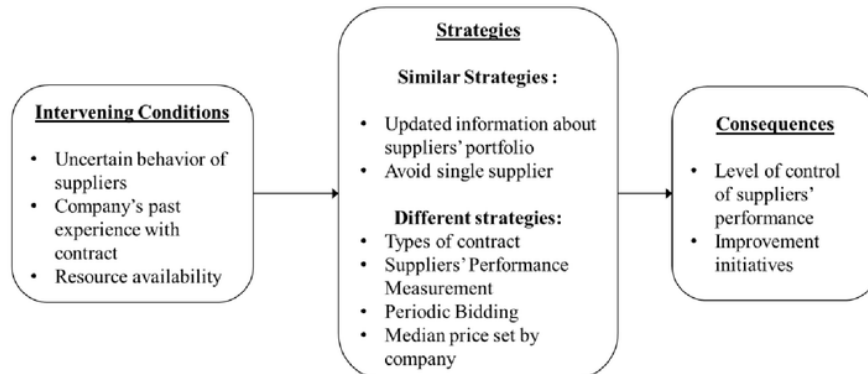 Intervening Conditions
• Uncertain behavior of
suppliers
• Company's past
experience with
contract
• Resource availability
Strategies
Similar Strategies :
• Updated information about
suppliers' portfolio
• Avoid single supplier
Different strategies:
• Types of contract
• Suppliers' Performance
Measurement
• Periodic Bidding
• Median price set by
company
Consequences
• Level of control
of suppliers'
performance
• Improvement
initiatives